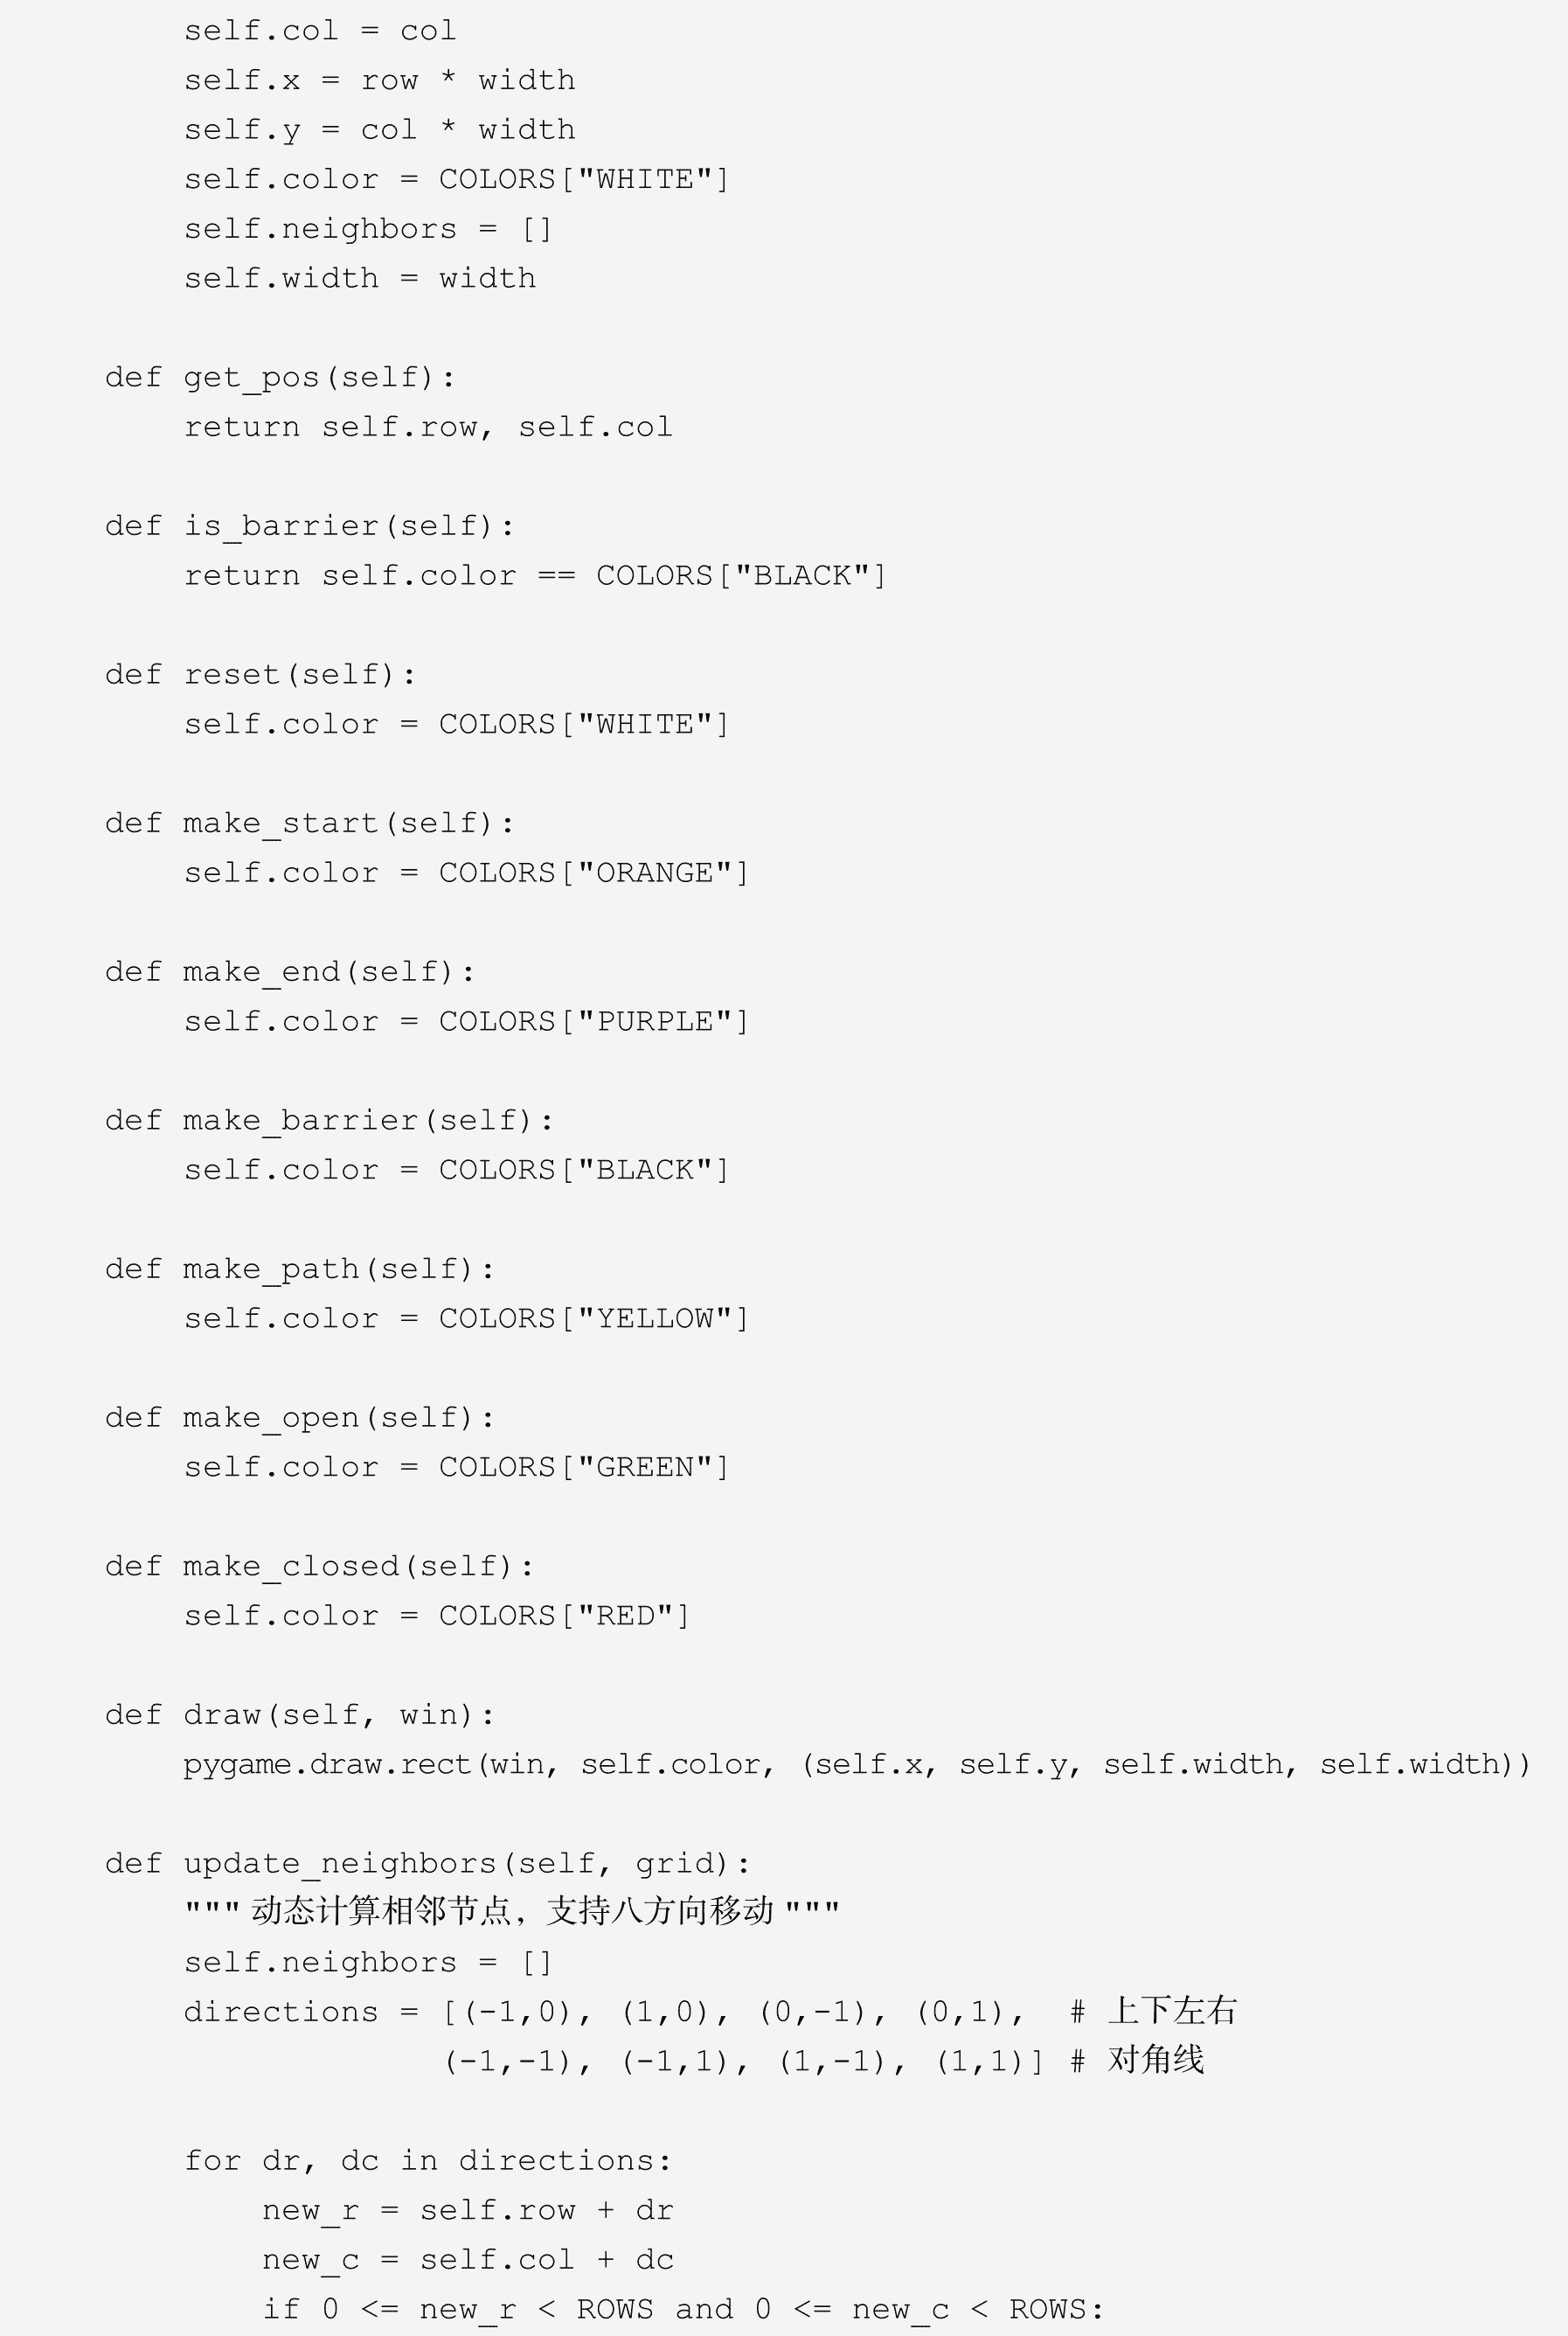 self.col = col
        self.x = row * width
        self.y = col * width
        self.color = COLORS["WHITE"]
        self.neighbors = []
        self.width = width

    def get_pos(self):
        return self.row, self.col

    def is_barrier(self):
        return self.color == COLORS["BLACK"]

    def reset(self):
        self.color = COLORS["WHITE"]

    def make_start(self):
        self.color = COLORS["ORANGE"]

    def make_end(self):
        self.color = COLORS["PURPLE"]

    def make_barrier(self):
        self.color = COLORS["BLACK"]

    def make_path(self):
        self.color = COLORS["YELLOW"]

    def make_open(self):
        self.color = COLORS["GREEN"]

    def make_closed(self):
        self.color = COLORS["RED"]

    def draw(self, win):
        pygame.draw.rect(win, self.color, (self.x, self.y, self.width, self.width))

    def update_neighbors(self, grid):
        """ 动态计算相邻节点，支持八方向移动 """
        self.neighbors = []
        directions = [(-1,0), (1,0), (0,-1), (0,1),  # 上下左右
                     (-1,-1), (-1,1), (1,-1), (1,1)] # 对角线

        for dr, dc in directions:
            new_r = self.row + dr
            new_c = self.col + dc
            if 0 <= new_r < ROWS and 0 <= new_c < ROWS: